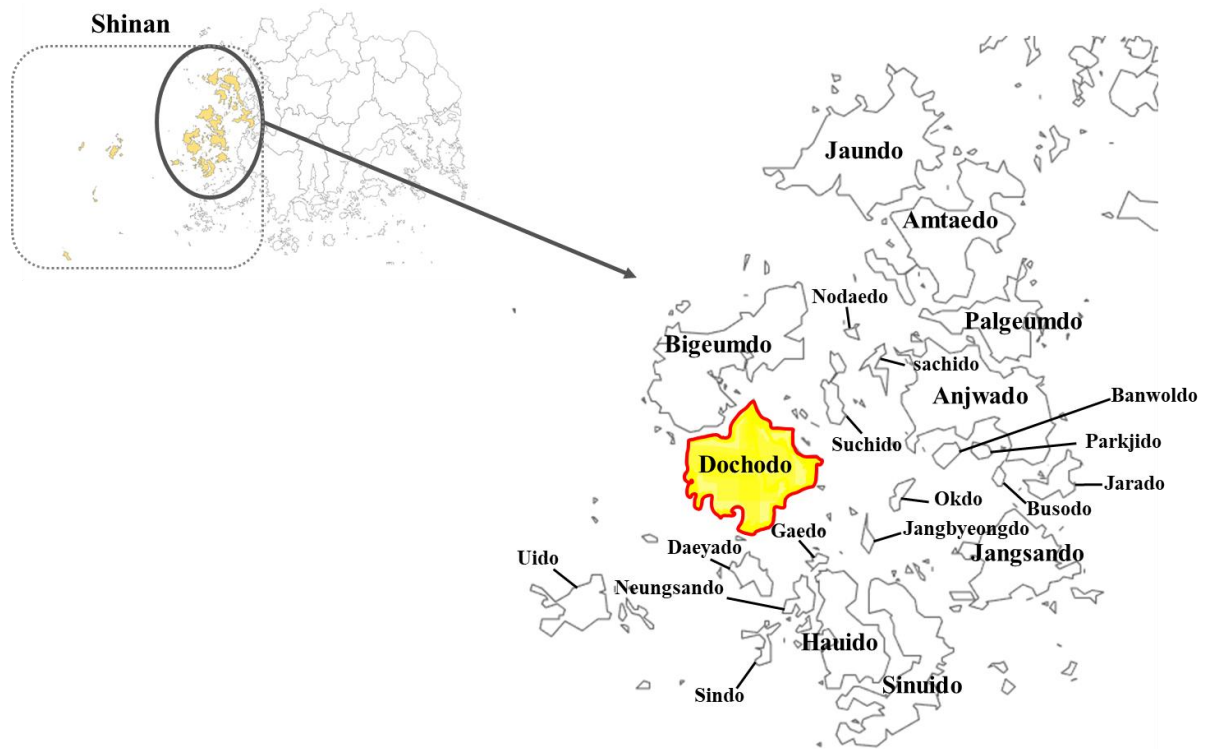 Shinan
Jaundo
Amtaedo
Nodaedo
Palgeumdo
Bigeumdo
sachido
Anjwado
Banwoldo
Suchido
Parkjido
Dochodo
Jarado
Okdo
Busodo
Gaedo
Jangbyeongdo
Daeyado
Jangsando
Uido
Neungsando
Hauido
Sinuido
Sindo